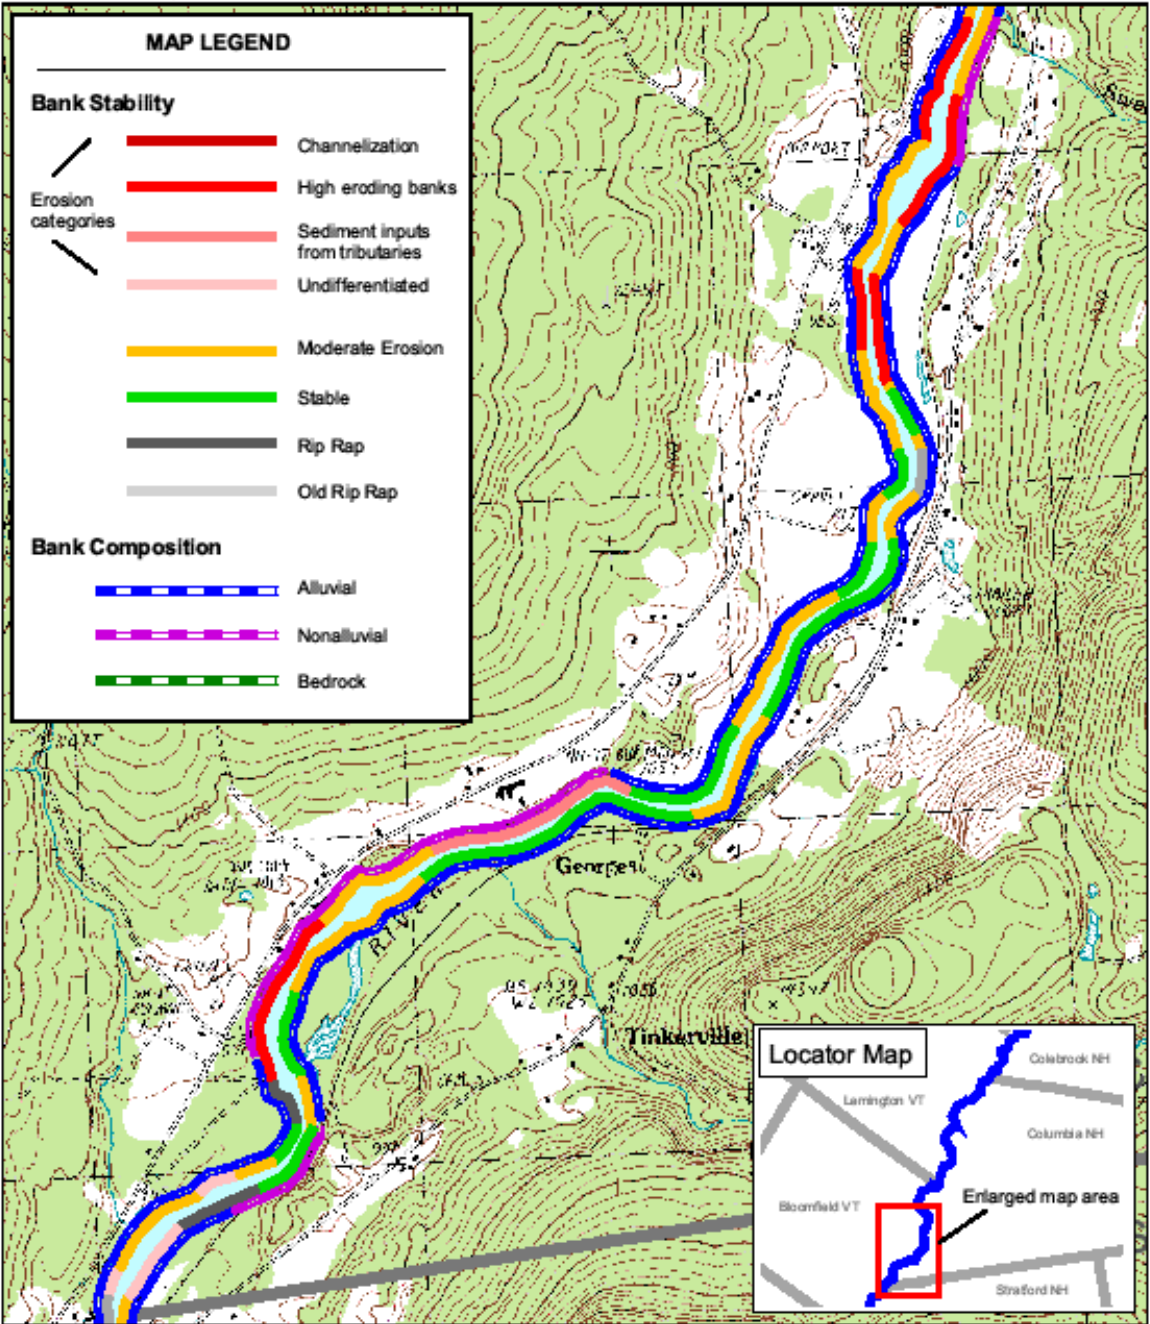 MAP LEGEND
Bank Stability
Erosion
categories
Channelization
High eroding banks
Sediment inputs
from tributaries
Undifferentiated
Moderate Erosion
Stable
Rip Rap
Old Rip Rap
Bank Composition
Alluvial
Nonalluvial
Bedrock
Georges
RIVER
Tinkerville
Locator Map
Colebrook NH
Lemington VT
Columbia NH
Enlarged map area
Bloomfield VT
Stratford NH